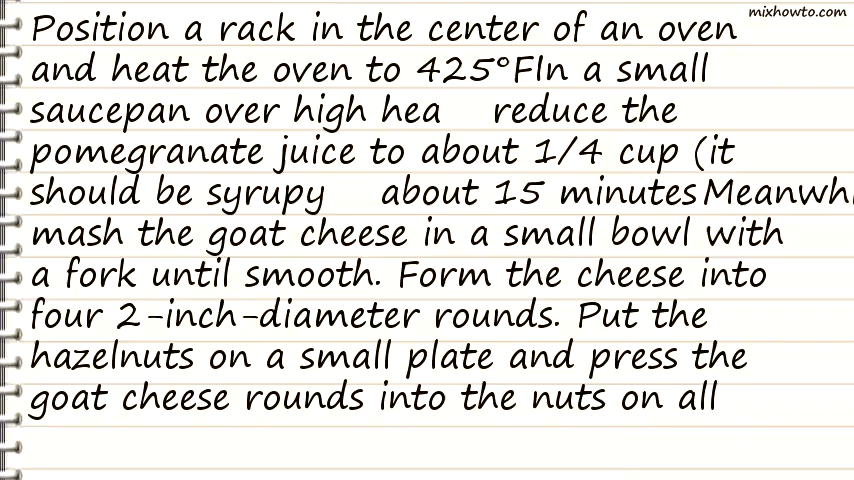 mixhowto.com
Position a rack in the center of an oven
and heat the oven to 425°FIn a small
saucepan over high hea reduce the
pomegranate juice to about 1/4 cup (it
should be syrupy about 15 minutesMeanwhi
mash the goat cheese in a small bowl with
a fork until smooth. Form the cheese into
four 2-inch-diameter rounds. Put the
hazelnuts on a small plate and press the
goat cheese rounds into the nuts on all